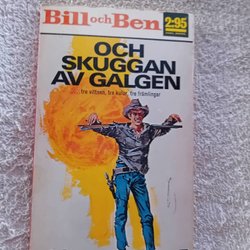 Bill och Ben
2:95
OCH
SKUGGAN
AV GALGEN
...tre vittnen, tre kulor, tre främlingar